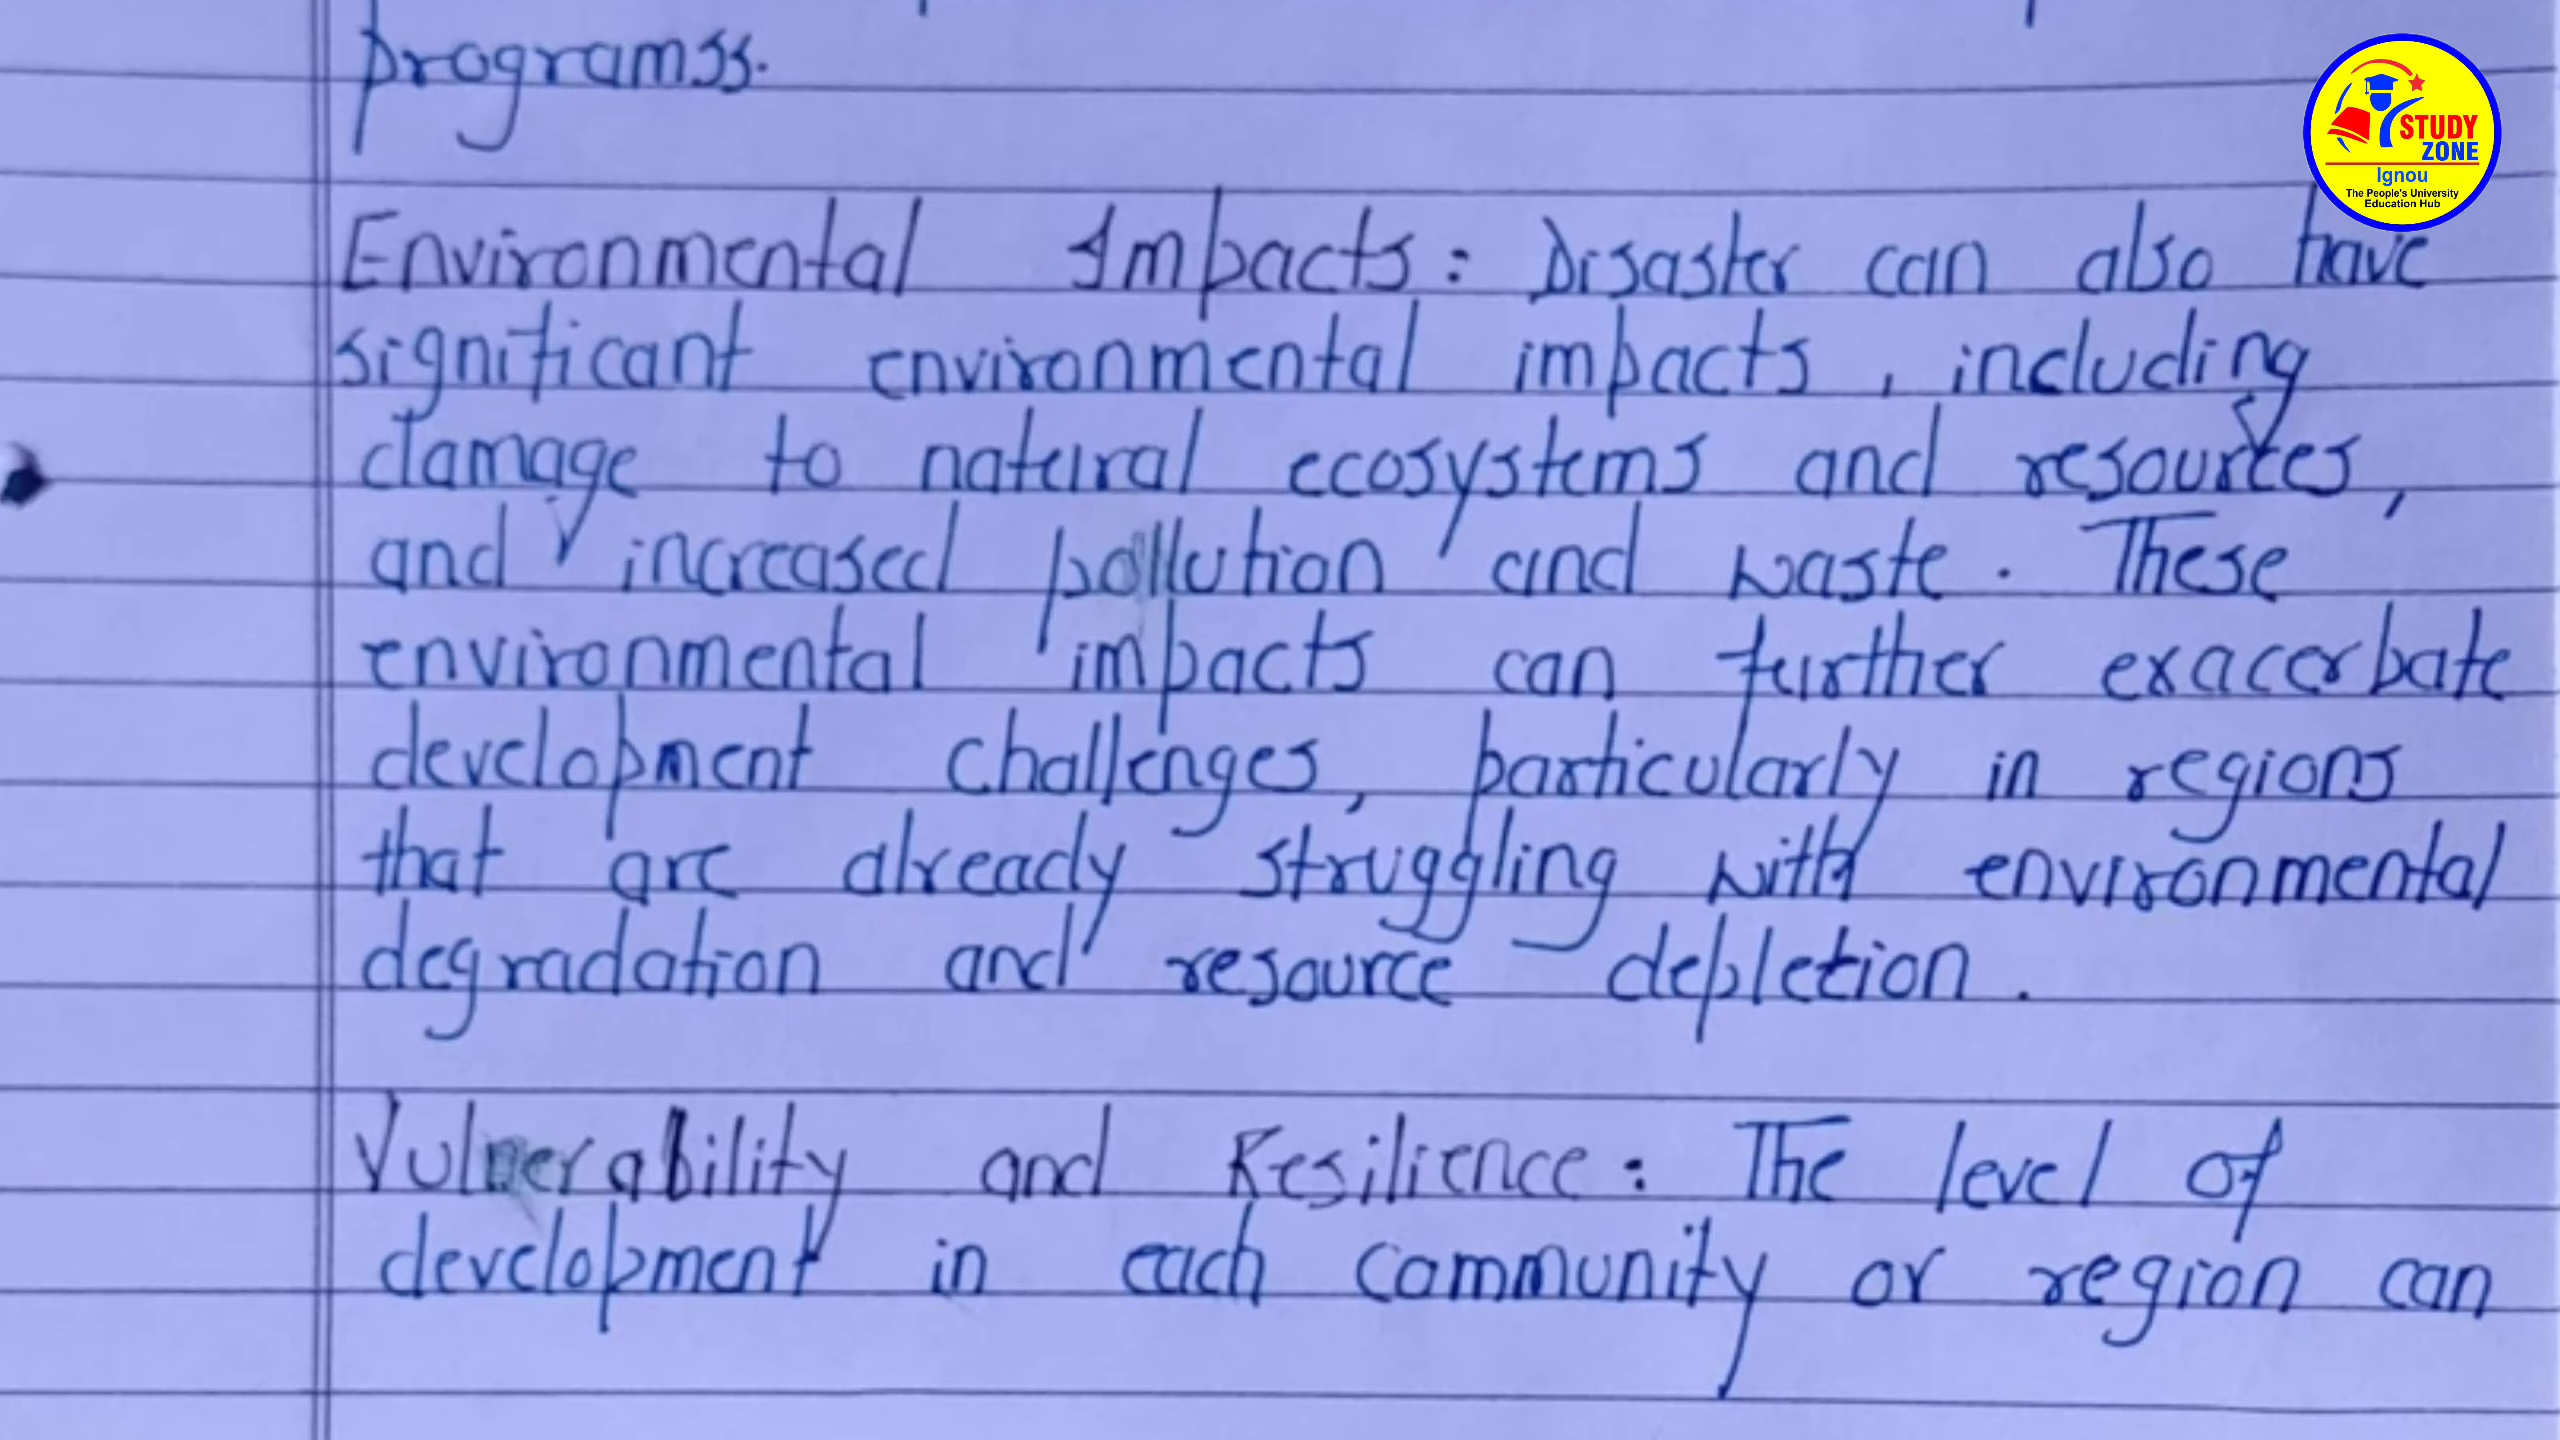 programss.
STUDY
ZONE
Ignou
The People's University
Education Hub
Environmental Impacts: Disaster can also have
significant environmental impacts, including
damage to natural ecosystems and resources,
and increased pollution and waste. These
environmental impacts can further exacerbate
development challenges, particularly in regions
that are already struggling with environmental
degradation and resource depletion.
Vulnerability and Resilience: The level of
development in each community or region can